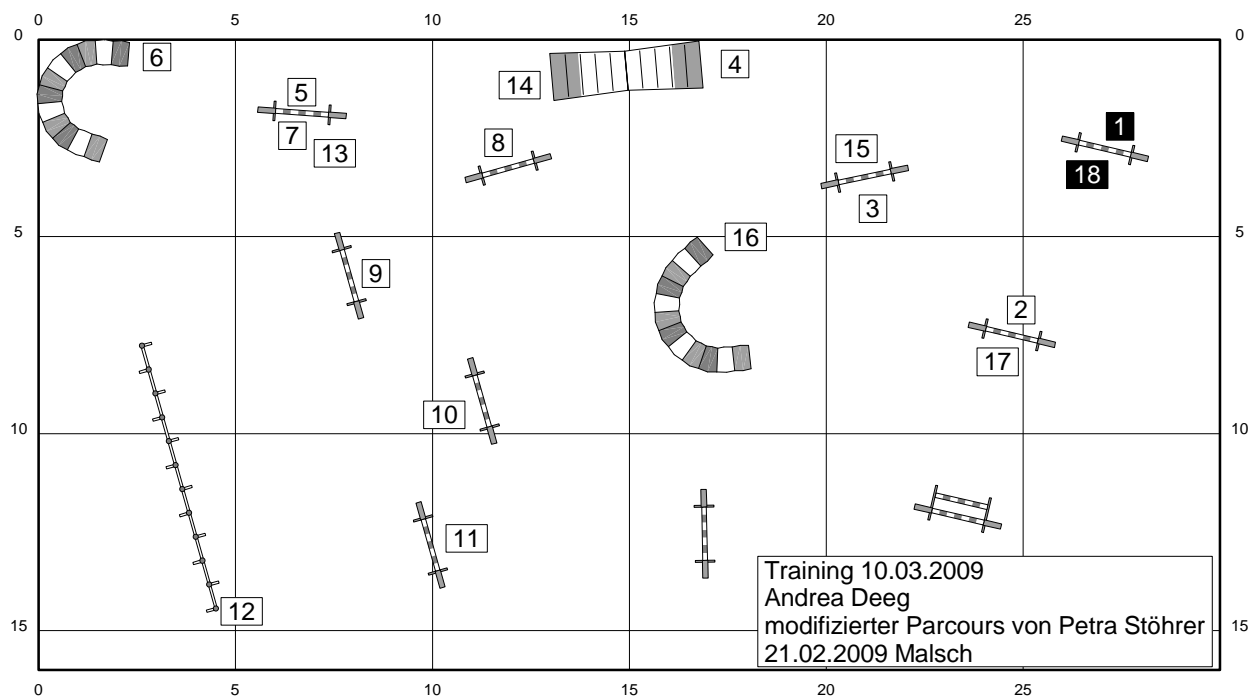 0 5 10 15 20 25
0 0
6 14 4
5 1
7 13 8 15 18
3
5 16 5
9
2
17
10 10 10
11
12
Training 10.03.2009
Andrea Deeg
modifizierter Parcours von Petra Stöhrer
21.02.2009 Malsch
15 15
0 5 10 15 20 25